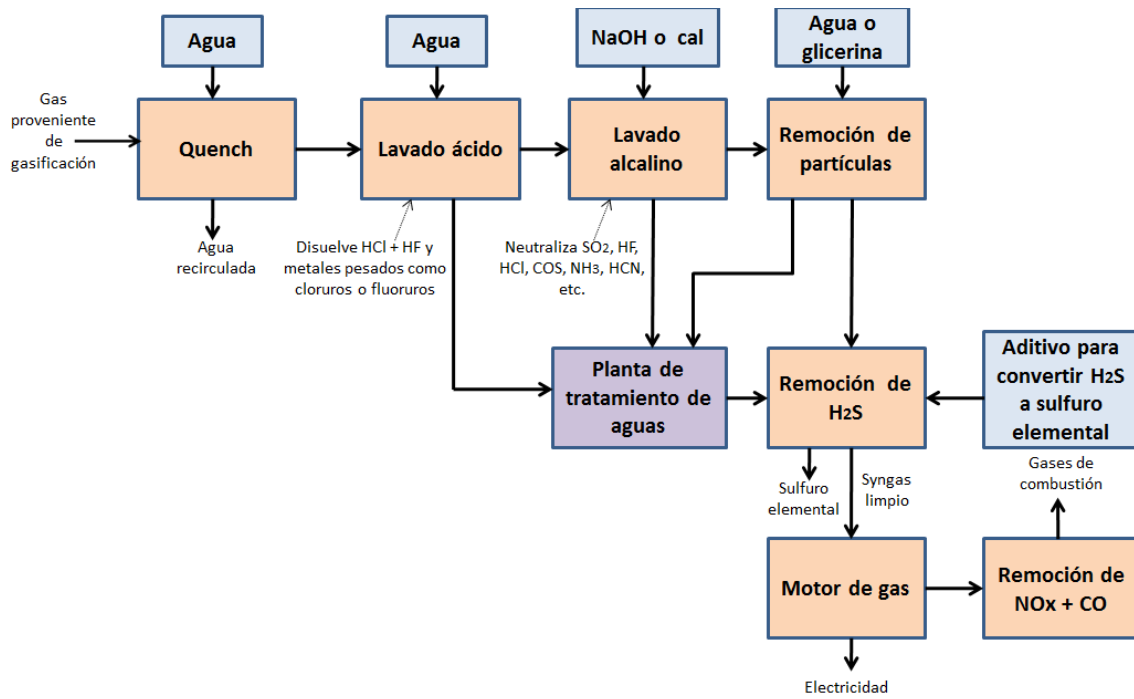 Agua
Agua
NaOH o cal
Agua o
glicerina
Gas
proveniente
de
gasificación
Quench
Lavado ácido
Lavado
alcalino
Remoción de
partículas
Agua
recirculada
Disuelve HCl + HF y
metales pesados como
cloruros o fluoruros
Neutraliza SO2, HF,
HCl, COS, NH3, HCN,
etc.
Planta de
tratamiento de
aguas
Remoción de
H2S
Aditivo para
convertir H2S
a sulfuro
elemental
Sulfuro
elemental
Syngas
limpio
Gases de
combustión
Motor de gas
Remoción de
NOx + CO
Electricidad